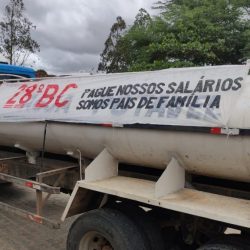 28ºBC PAGUE NOSSOS SALÁRIOS
SOMOS PAIS DE FAMÍLIA